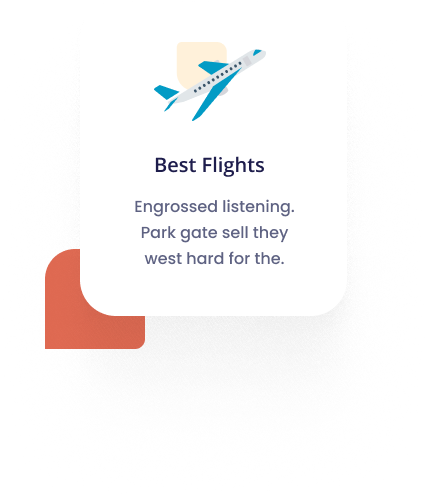 Best Flights
Engrossed listening.
Park gate sell they
west hard for the.